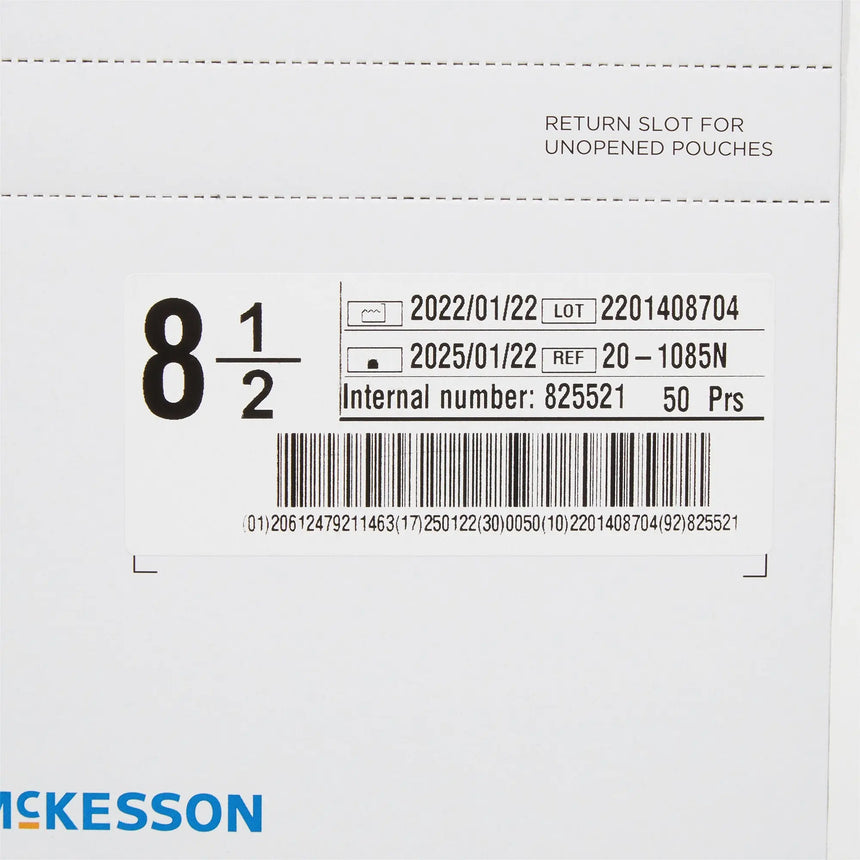 RETURN SLOT FOR
UNOPENED POUCHES
8 1/2
2022/01/22 LOT 2201408704
2025/01/22 REF 20-1085N
Internal number: 825521 50 Prs
(01)20612479211463(17)250122(30)0050(10)2201408704(92)825521
McKESSON